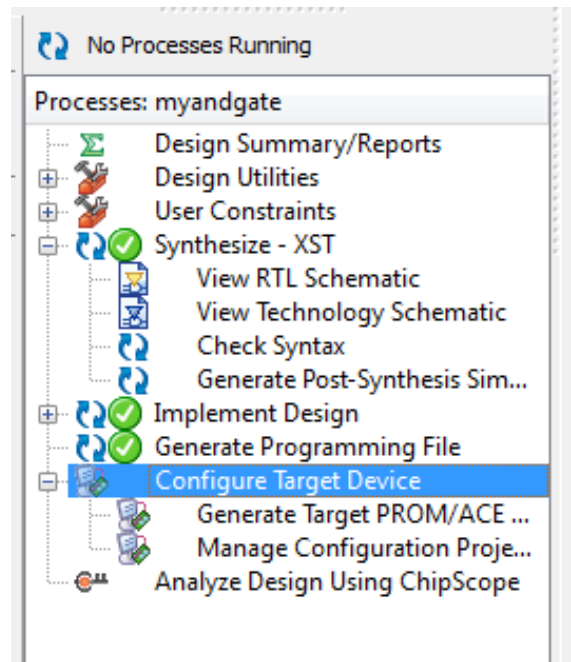 No Processes Running
Processes: myandgate
Design Summary/Reports
Design Utilities
User Constraints
Synthesize - XST
View RTL Schematic
View Technology Schematic
Check Syntax
Generate Post-Synthesis Sim...
Implement Design
Generate Programming File
Configure Target Device
Generate Target PROM/ACE ...
Manage Configuration Proje...
Analyze Design Using ChipScope